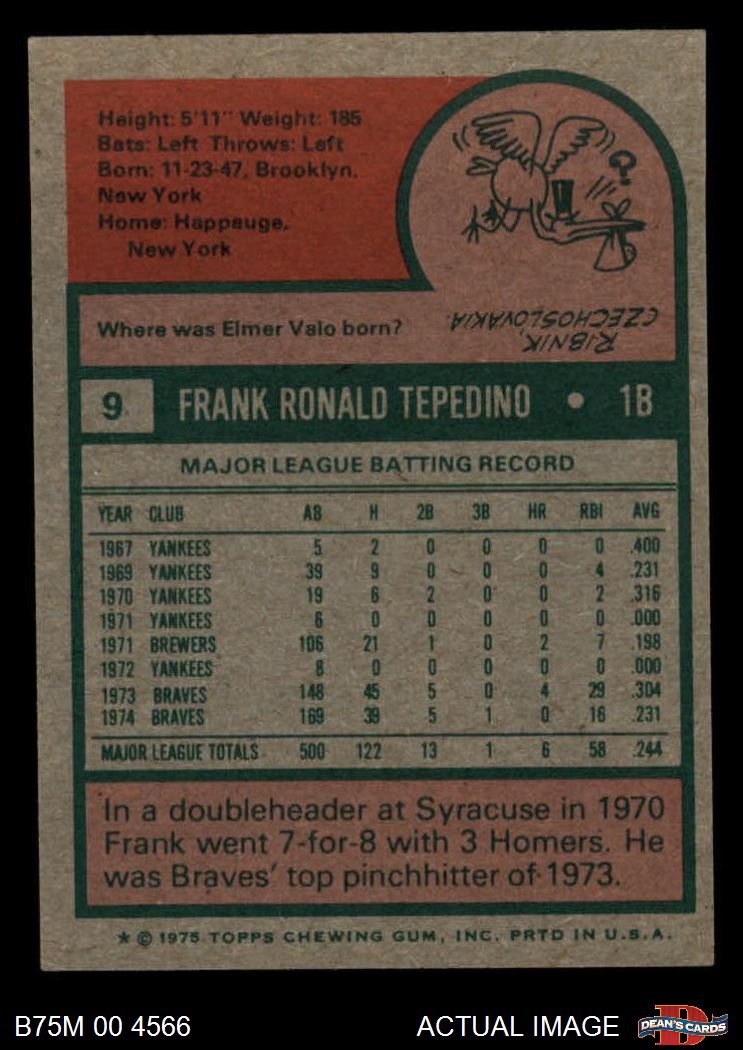 Height: 5'11" Weight: 185
Bats: Left Throws: Left
Born: 11-23-47, Brooklyn,
New York
Home: Happauge,
New York
Where was Elmer Valo born?
RIBNIK,
CZECHOSLOVAKIA.
9 FRANK RONALD TEPEDINO • 1B
MAJOR LEAGUE BATTING RECORD
YEAR CLUB AB H 2B 3B HR RBI AVG
1967 YANKEES 5 2 0 0 0 0 .400
1969 YANKEES 39 9 0 0 0 4 .231
1970 YANKEES 19 6 2 0 0 2 .316
1971 YANKEES 6 0 0 0 0 0 .000
1971 BREWERS 106 21 1 0 2 7 .198
1972 YANKEES 8 0 0 0 0 0 .000
1973 BRAVES 148 45 5 0 4 29 .304
1974 BRAVES 169 39 5 1 0 16 .231
MAJOR LEAGUE TOTALS 500 122 13 1 6 58 .244
In a doubleheader at Syracuse in 1970
Frank went 7-for-8 with 3 Homers. He
was Braves' top pinchhitter of 1973.
* © 1975 TOPPS CHEWING GUM, INC. PRTD IN U.S.A.
B75M 00 4566 ACTUAL IMAGE DEAN'S CARDS